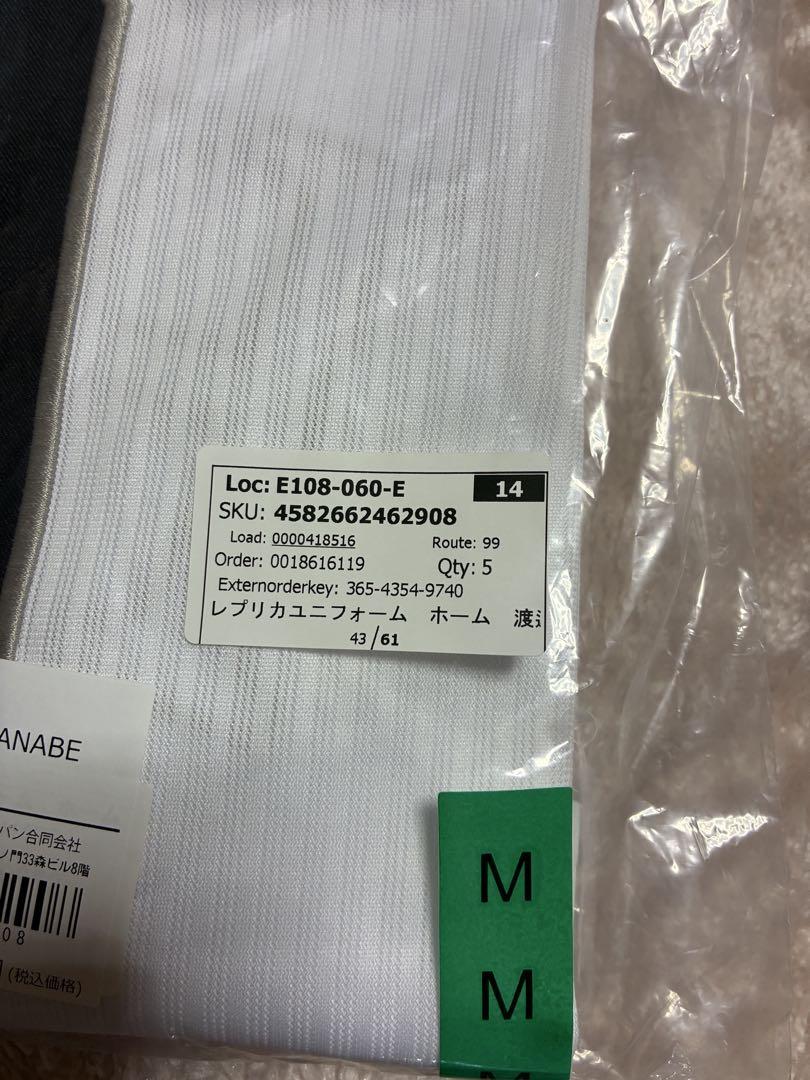 Loc: E108-060-E 14
SKU: 4582662462908
Load: 0000418516 Route: 99
Order: 0018616119 Qty: 5
Externorderkey: 365-4354-9740
レプリカユニフォーム ホーム
43/61
ANABE
パン合同会社
ノ門33森ビル8階
08
(税込価格)
M
M